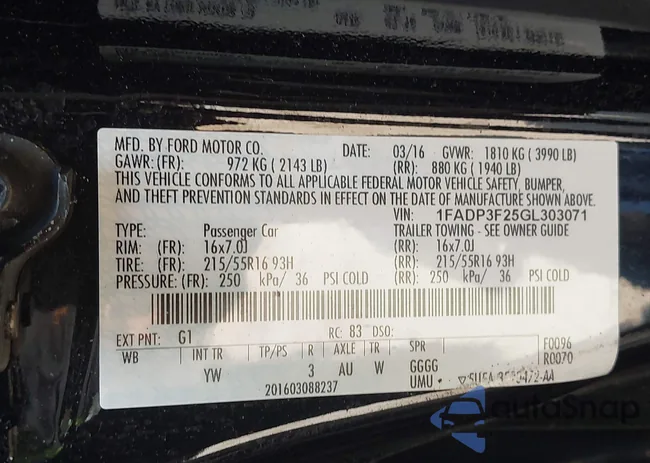 MFD. BY FORD MOTOR CO. DATE: 03/16 GVWR: 1810 KG ( 3990 LB)
GAWR: (FR): 972 KG ( 2143 LB) (RR): 880 KG ( 1940 LB)
THIS VEHICLE CONFORMS TO ALL APPLICABLE FEDERAL MOTOR VEHICLE SAFETY, BUMPER,
AND THEFT PREVENTION STANDARDS IN EFFECT ON THE DATE OF MANUFACTURE SHOWN ABOVE.
VIN: 1FADP3F25GL303071
TYPE: Passenger Car TRAILER TOWING - SEE OWNER GUIDE
RIM: (FR): 16x7.0J (RR): 16x7.0J
TIRE: (FR): 215/55R16 93H (RR): 215/55R16 93H
PRESSURE: (FR): 250 kPa/ 36 PSI COLD (RR): 250 kPa/ 36 PSI COLD
EXT PNT: G1 RC: 83 DSO: F0096
WB INT TR TP/PS R AXLE TR SPR R0070
YW 3 AU W GGGG
201603088237 UMU
autoSnap